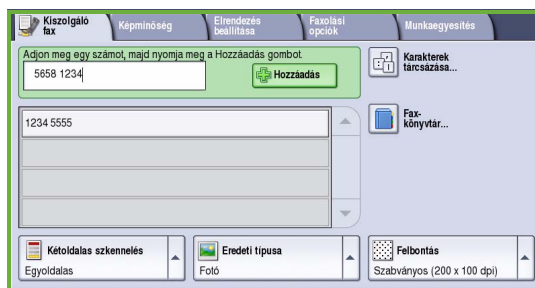 Kiszolgáló
fax
Képminőség
Elrendezés
beállítása
Faxolási
opciók
Munkaegyesítés
Adjon meg egy számot, majd nyomja meg a Hozzáadás gombot.
5658 1234
Hozzáadás
Karakterek
tárcsázása...
1234 5555
Fax-
könyvtár...
Kétoldalas szkennelés
Egyoldalas
Eredeti típusa
Fotó
Felbontás
Szabványos (200 x 100 dpi)